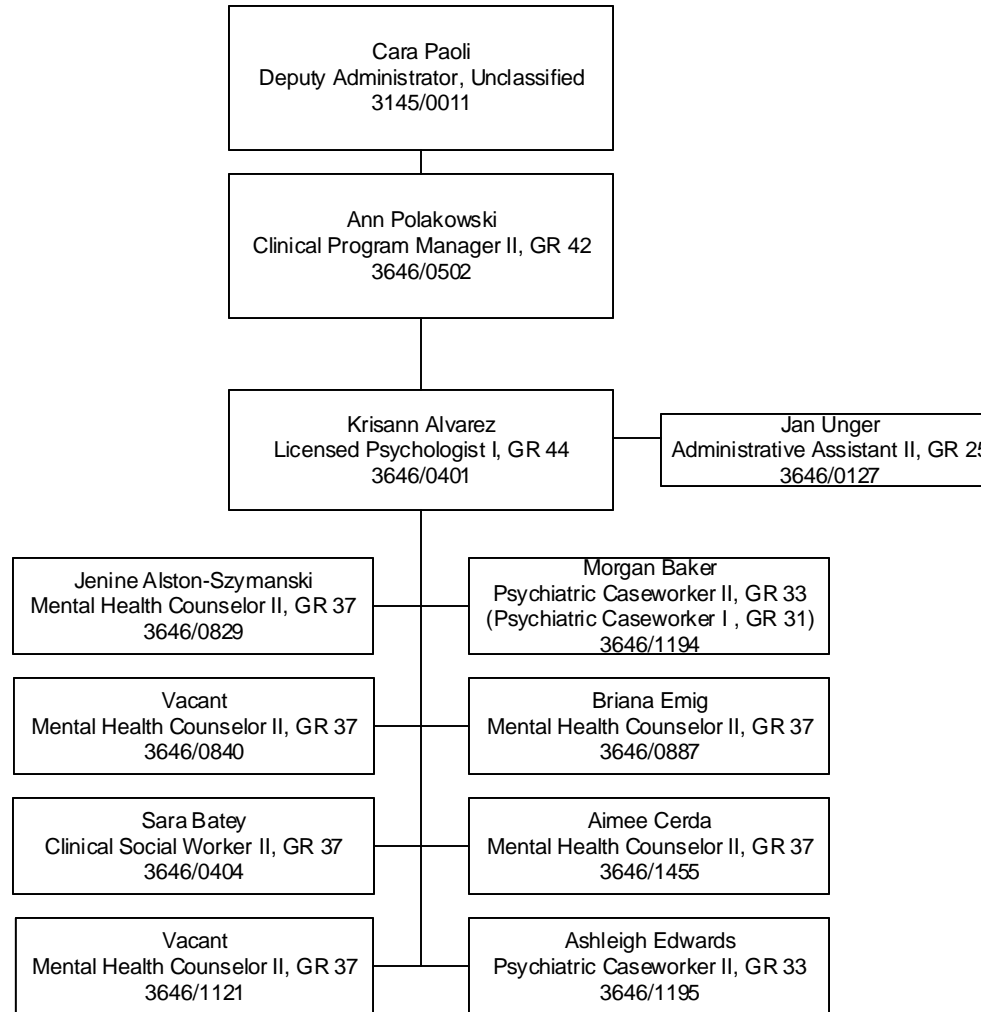 Cara Paoli
Deputy Administrator, Unclassified
3145/0011
Ann Polakowski
Clinical Program Manager II, GR 42
3646/0502
Krisann Alvarez
Licensed Psychologist I, GR 44
3646/0401
Jan Unger
Administrative Assistant II, GR 25
3646/0127
Jenine Alston-Szymanski
Mental Health Counselor II, GR 37
3646/0829
Morgan Baker
Psychiatric Caseworker II, GR 33
(Psychiatric Caseworker I , GR 31)
3646/1194
Vacant
Mental Health Counselor II, GR 37
3646/0840
Briana Emig
Mental Health Counselor II, GR 37
3646/0887
Sara Batey
Clinical Social Worker II, GR 37
3646/0404
Aimee Cerda
Mental Health Counselor II, GR 37
3646/1455
Vacant
Mental Health Counselor II, GR 37
3646/1121
Ashleigh Edwards
Psychiatric Caseworker II, GR 33
3646/1195